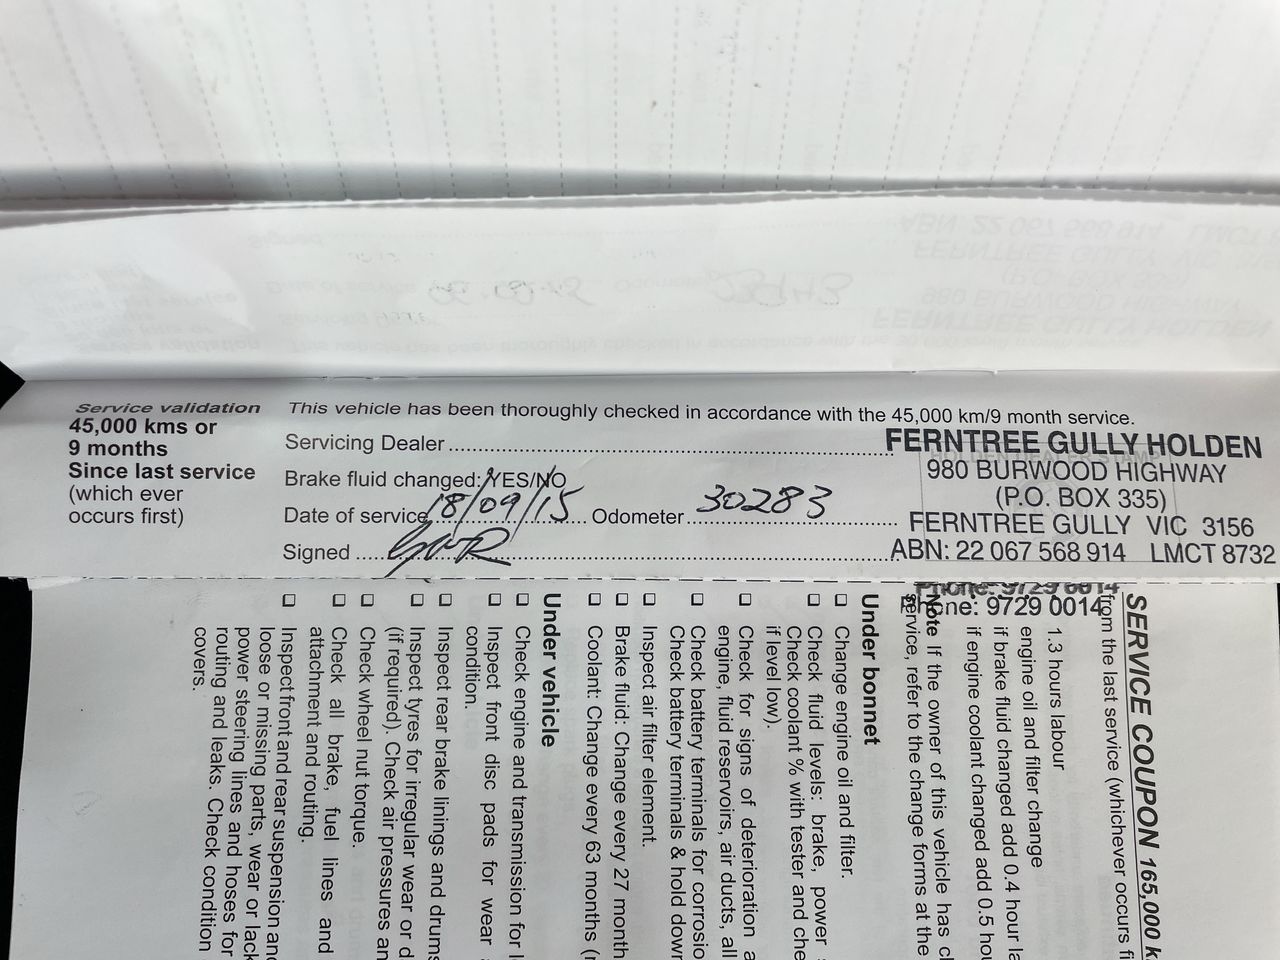 Service validation
45,000 kms or
9 months
Since last service
(which ever
occurs first)
This vehicle has been thoroughly checked in accordance with the 45,000 km/9 month service.
Servicing Dealer
Brake fluid changed: YES/NO
Date of service 18/09/15 Odometer 30283
Signed
FERNTREE GULLY HOLDEN
HOLDEN DEALER STAMP
980 BURWOOD HIGHWAY
(P.O. BOX 335)
FERNTREE GULLY VIC 3156
ABN: 22 067 568 914 LMCT 8732
Phone: 9729 0014
SERVICE COUPON 165,000 k
from the last service (whichever occurs fi
1.3 hours labour
engine oil and filter change
if brake fluid changed add 0.4 hour la
if engine coolant changed add 0.5 hou
Note If the owner of this vehicle has c
service, refer to the change forms at the
Under bonnet
Change engine oil and filter.
Check fluid levels: brake, power
Check coolant % with tester and che
if level low).
Check for signs of deterioration a
engine, fluid reservoirs, air ducts, all
Check battery terminals for corrosio
Check battery terminals & hold down
Inspect air filter element.
Brake fluid: Change every 27 month
Coolant: Change every 63 months (
Under vehicle
Check engine and transmission for l
Inspect front disc pads for wear
condition.
Inspect rear brake linings and drums
Inspect tyres for irregular wear or d
(if required). Check air pressures an
Check wheel nut torque.
Check all brake, fuel lines and
attachment and routing.
Inspect front and rear suspension and
loose or missing parts, wear or lack
power steering lines and hoses for
routing and leaks. Check condition
covers.